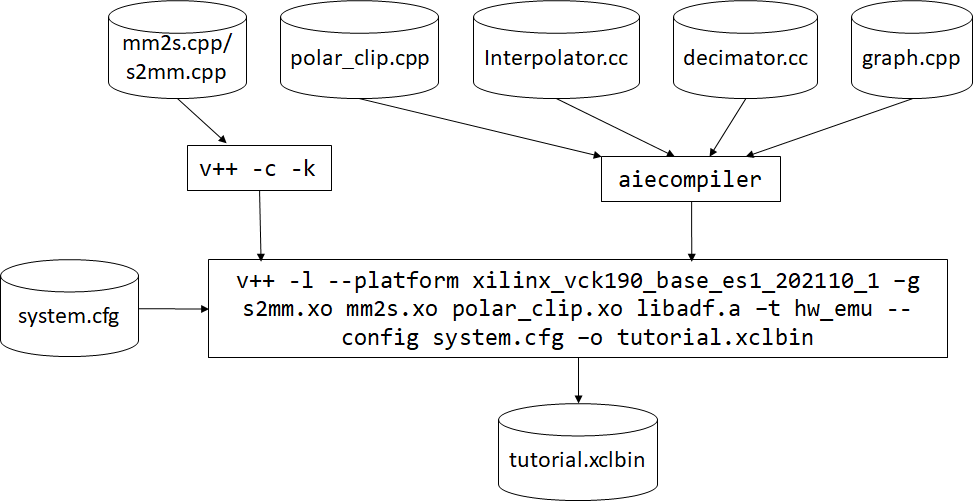 mm2s.cpp/
s2mm.cpp
polar_clip.cpp
Interpolator.cc
decimator.cc
graph.cpp
v++ -c -k
aiecompiler
system.cfg
v++ -l --platform xilinx_vck190_base_es1_202110_1 –g
s2mm.xo mm2s.xo polar_clip.xo libadf.a –t hw_emu --
config system.cfg –o tutorial.xclbin
tutorial.xclbin